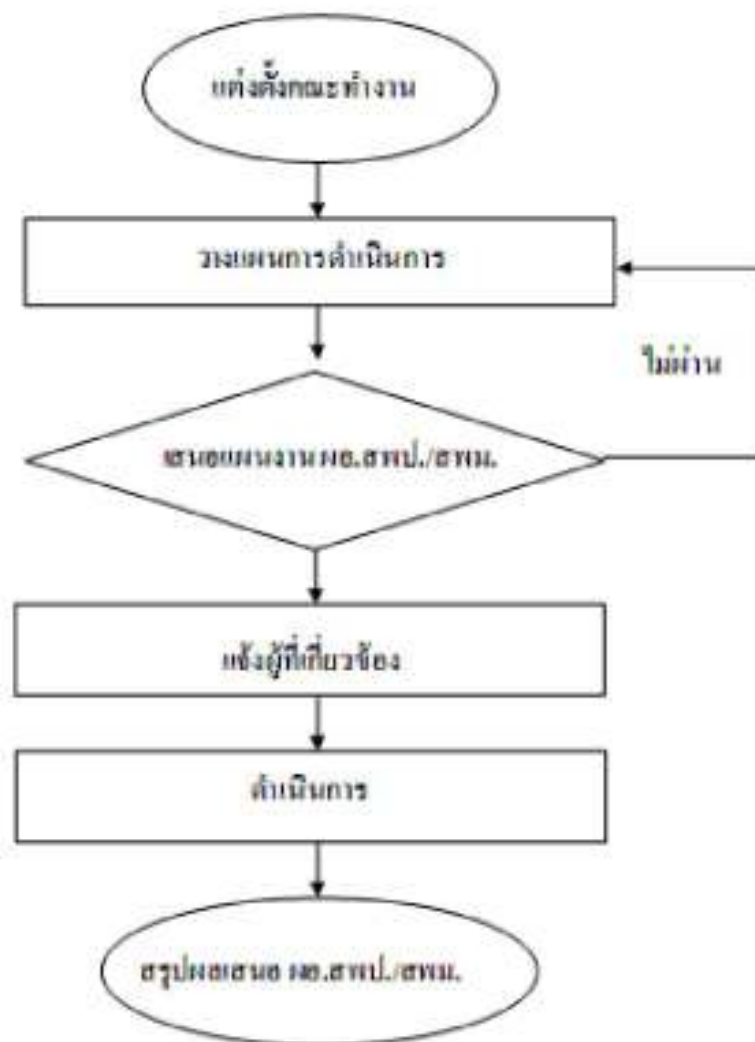 แต่งตั้งคณะทำงาน
วางแผนการดำเนินการ
ไม่ผ่าน
เสนอแผนงาน ผอ.สพป./สพม.
แจ้งผู้ที่เกี่ยวข้อง
ดำเนินการ
สรุปผลเสนอ ผอ.สพป./สพม.